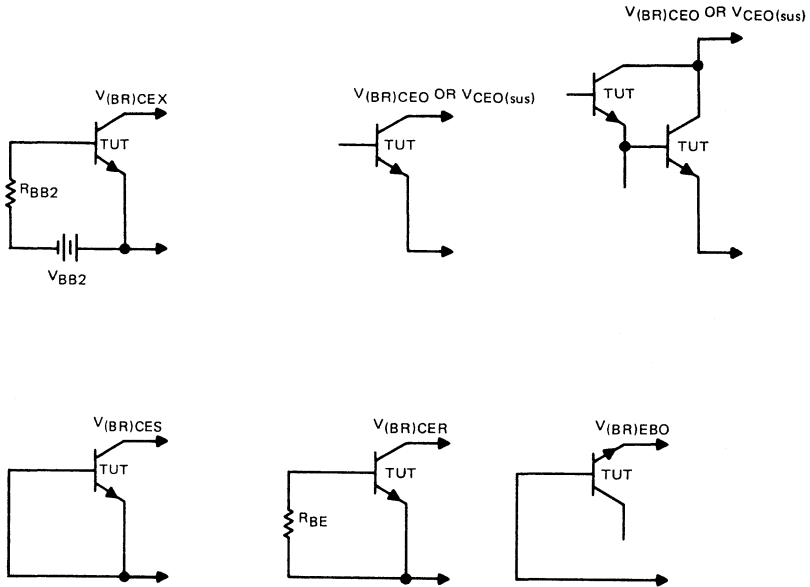 V(BR)CEO OR VCEO(sus)
V(BR)CEX
V(BR)CEO OR VCEO(sus)
TUT
TUT
TUT
TUT
RBB2
VBB2
V(BR)CES
V(BR)CER
V(BR)EBO
TUT
TUT
TUT
RBE